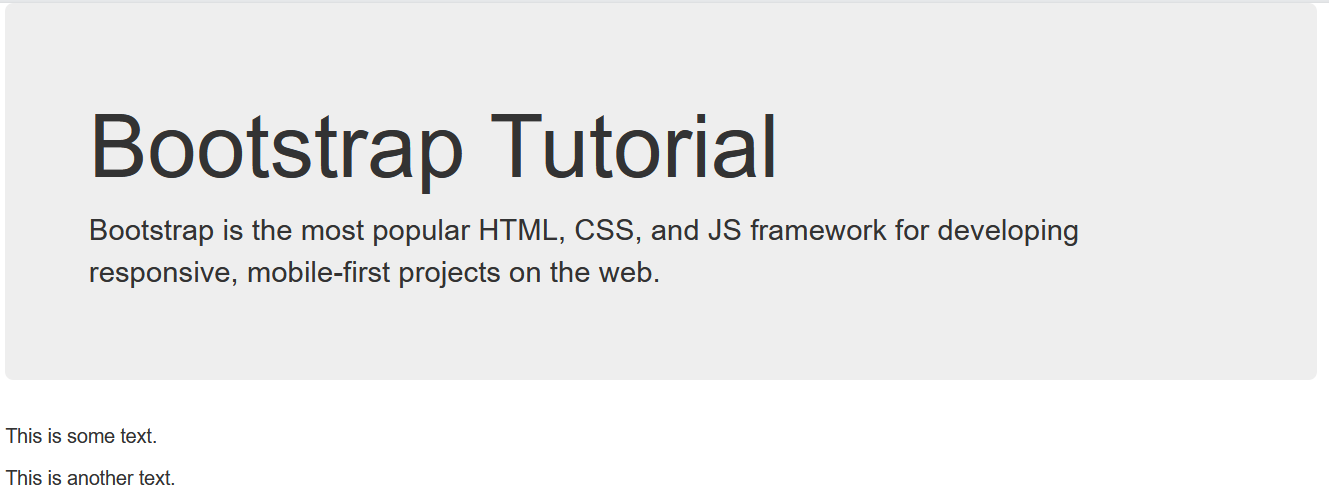 Bootstrap Tutorial
Bootstrap is the most popular HTML, CSS, and JS framework for developing
responsive, mobile-first projects on the web.
This is some text.
This is another text.